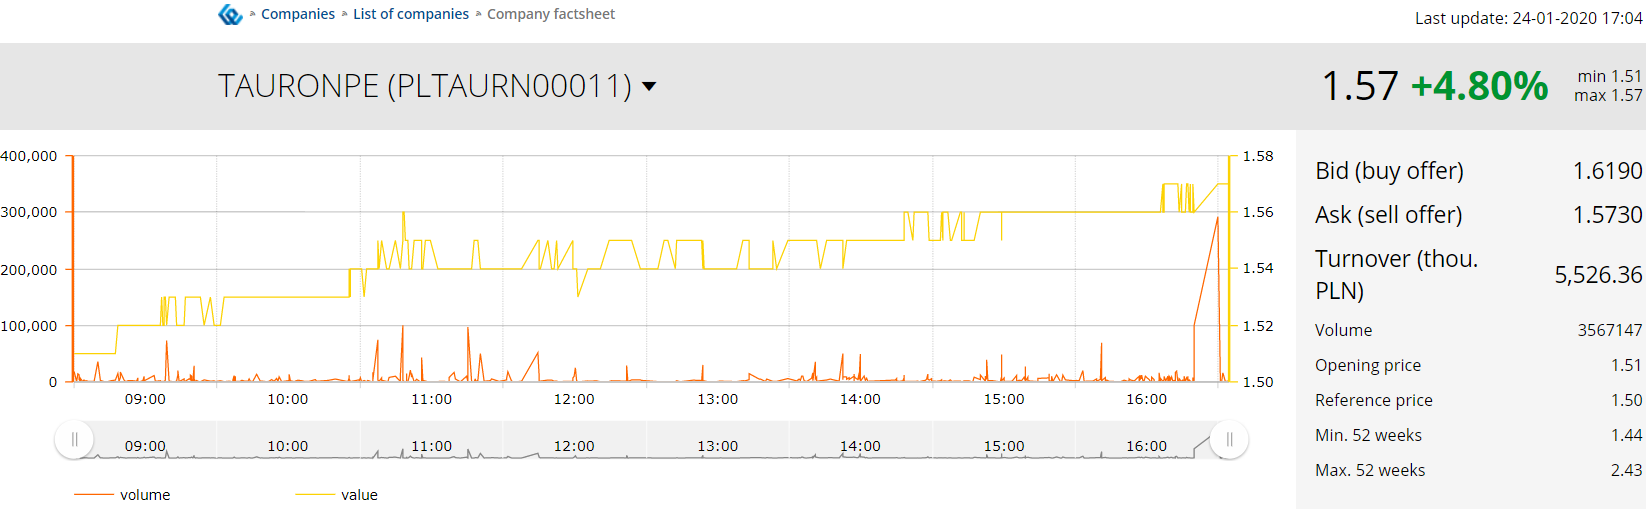 » Companies » List of companies » Company factsheet
Last update: 24-01-2020 17:04
TAURONPE (PLTAURN00011)
1.57 +4.80%
min 1.51
max 1.57
400,000
300,000
200,000
100,000
0
1.58
1.56
1.54
1.52
1.50
09:00 10:00 11:00 12:00 13:00 14:00 15:00 16:00
09:00 10:00 11:00 12:00 13:00 14:00 15:00 16:00
volume value
Bid (buy offer) 1.6190
Ask (sell offer) 1.5730
Turnover (thou.
PLN) 5,526.36
Volume 3567147
Opening price 1.51
Reference price 1.50
Min. 52 weeks 1.44
Max. 52 weeks 2.43